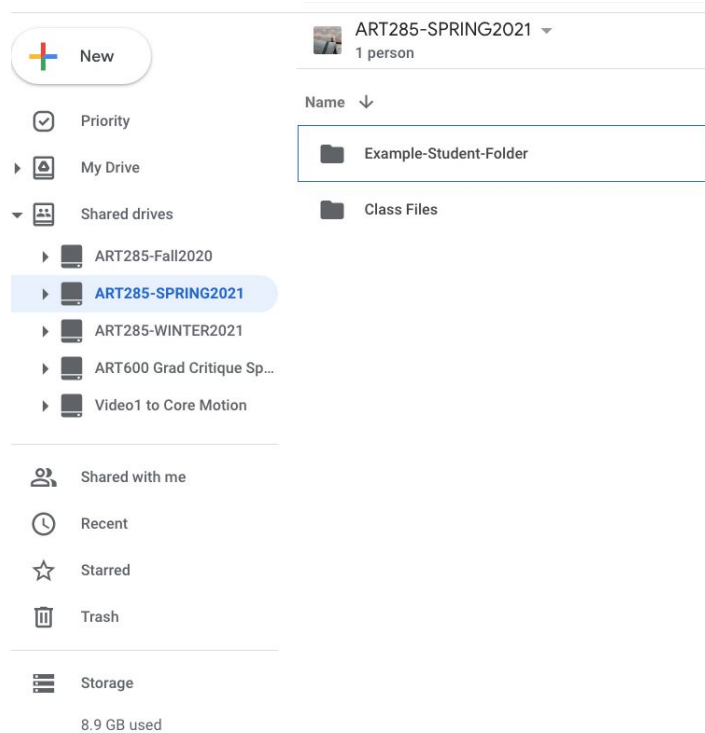 New
Priority
My Drive
Shared drives
ART285-Fall2020
ART285-SPRING2021
ART285-WINTER2021
ART600 Grad Critique Sp...
Video1 to Core Motion
Shared with me
Recent
Starred
Trash
Storage
8.9 GB used
ART285-SPRING2021
1 person
Name
Example-Student-Folder
Class Files